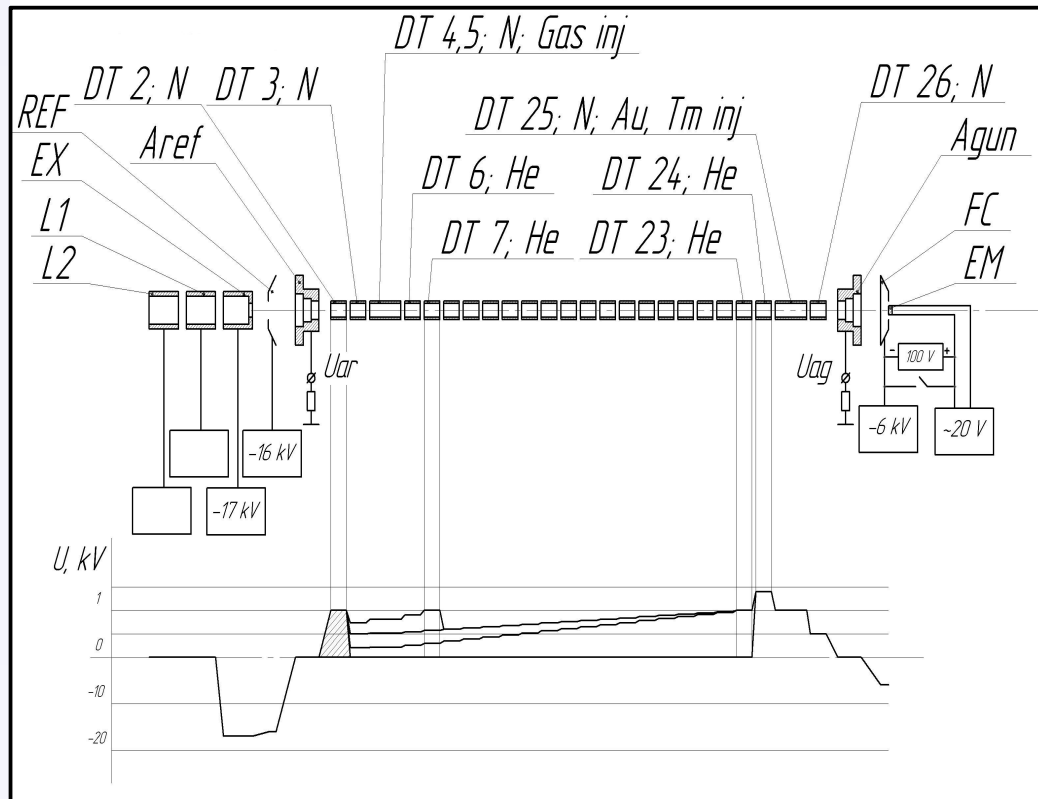 DT 4,5; N; Gas inj
DT 2; N
DT 3; N
DT 26; N
REF
Aref
DT 25; N; Au, Tm inj
Agun
EX
DT 6; He
DT 24; He
FC
L1
L2
DT 7; He
DT 23; He
EM
Uar
Uag
- 100 V +
-16 kV
-6 kV
~20 V
-17 kV
U, kV
1
0
-10
-20